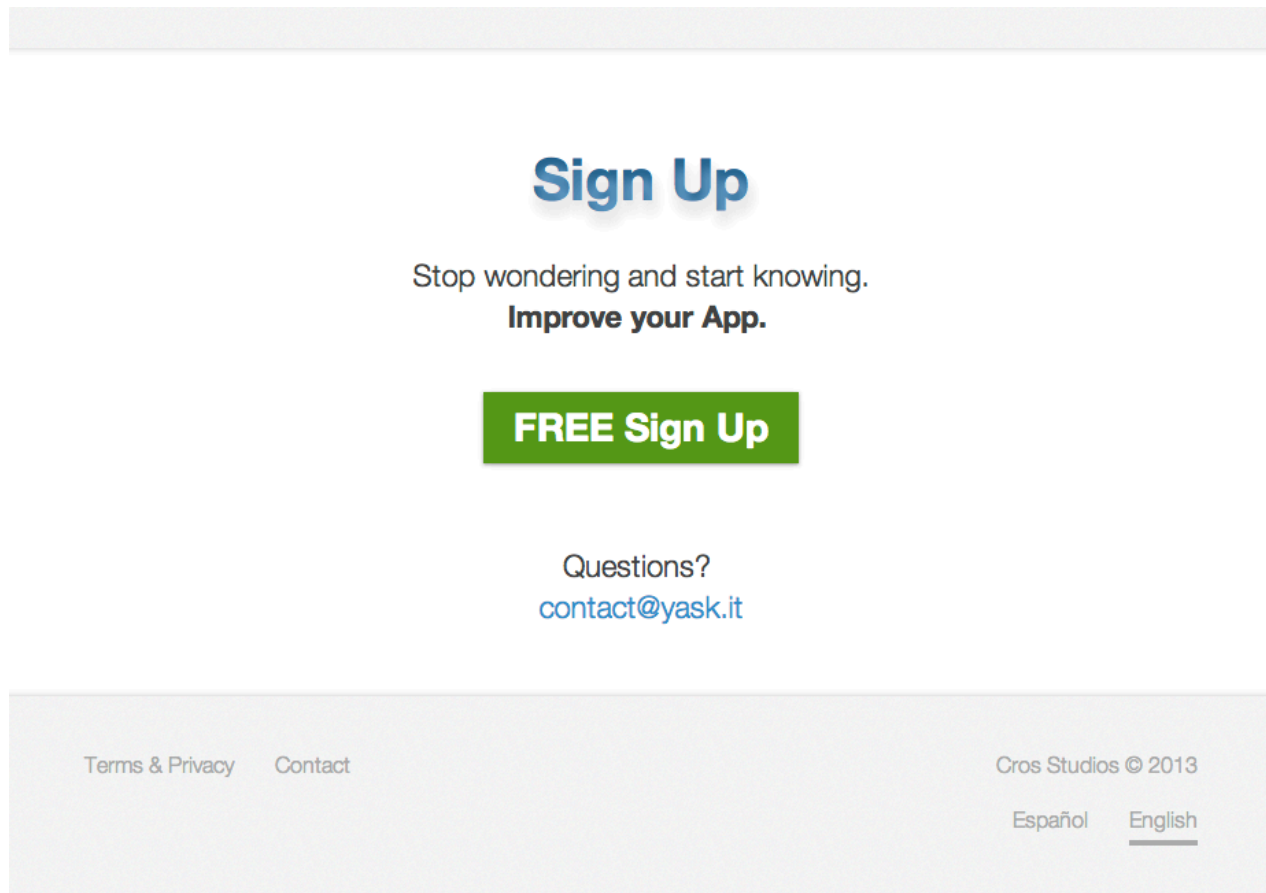 Sign Up
Stop wondering and start knowing.
Improve your App.
FREE Sign Up
Questions?
contact@yask.it
Terms & Privacy Contact Cros Studios © 2013
Español English